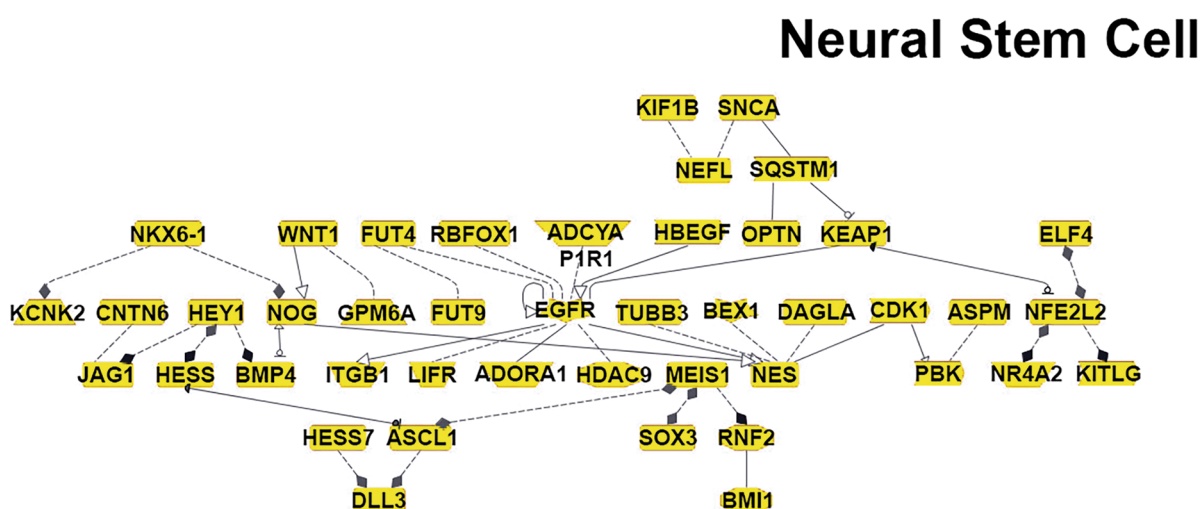 Neural Stem Cell
KIF1B SNCA
NEFL SQSTM1
NKX6-1 WNT1 FUT4 RBFOX1 ADCYA HBEGF OPTN KEAP1 ELF4
P1R1
KCNK2 CNTN6 HEY1 NOG GPM6A FUT9 EGFR TUBB3 BEX1 DAGLA CDK1 ASPM NFE2L2
JAG1 HESS BMP4 ITGB1 LIFR ADORA1 HDAC9 MEIS1 NES PBK NR4A2 KITLG
HESS7 ASCL1 SOX3 RNF2
DLL3 BMI1